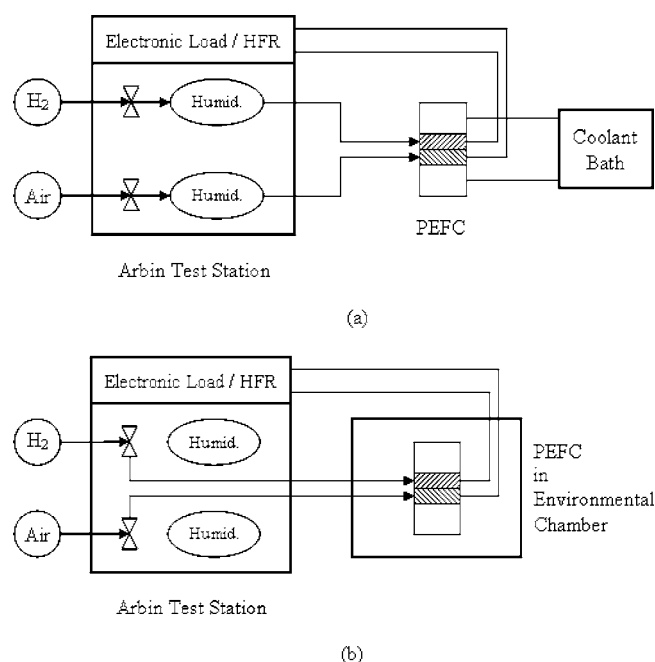 Electronic Load / HFR
H2
Humid.
Coolant
Bath
Air
Humid.
PEFC
Arbin Test Station
(a)
Electronic Load / HFR
H2
Humid.
PEFC
in
Environmental
Chamber
Air
Humid.
Arbin Test Station
(b)